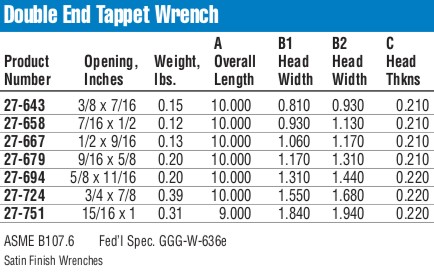 Double End Tappet Wrench
A B1 B2 C
Product Opening, Weight, Overall Head Head Head
Number Inches lbs. Length Width Width Thkns
27-643 3/8 x 7/16 0.15 10.000 0.810 0.930 0.210
27-658 7/16 x 1/2 0.12 10.000 0.930 1.130 0.210
27-667 1/2 x 9/16 0.13 10.000 1.060 1.170 0.210
27-679 9/16 x 5/8 0.20 10.000 1.170 1.310 0.210
27-694 5/8 x 11/16 0.20 10.000 1.310 1.440 0.220
27-724 3/4 x 7/8 0.39 10.000 1.550 1.680 0.220
27-751 15/16 x 1 0.31 9.000 1.840 1.940 0.220
ASME B107.6 Fed'l Spec. GGG-W-636e
Satin Finish Wrenches